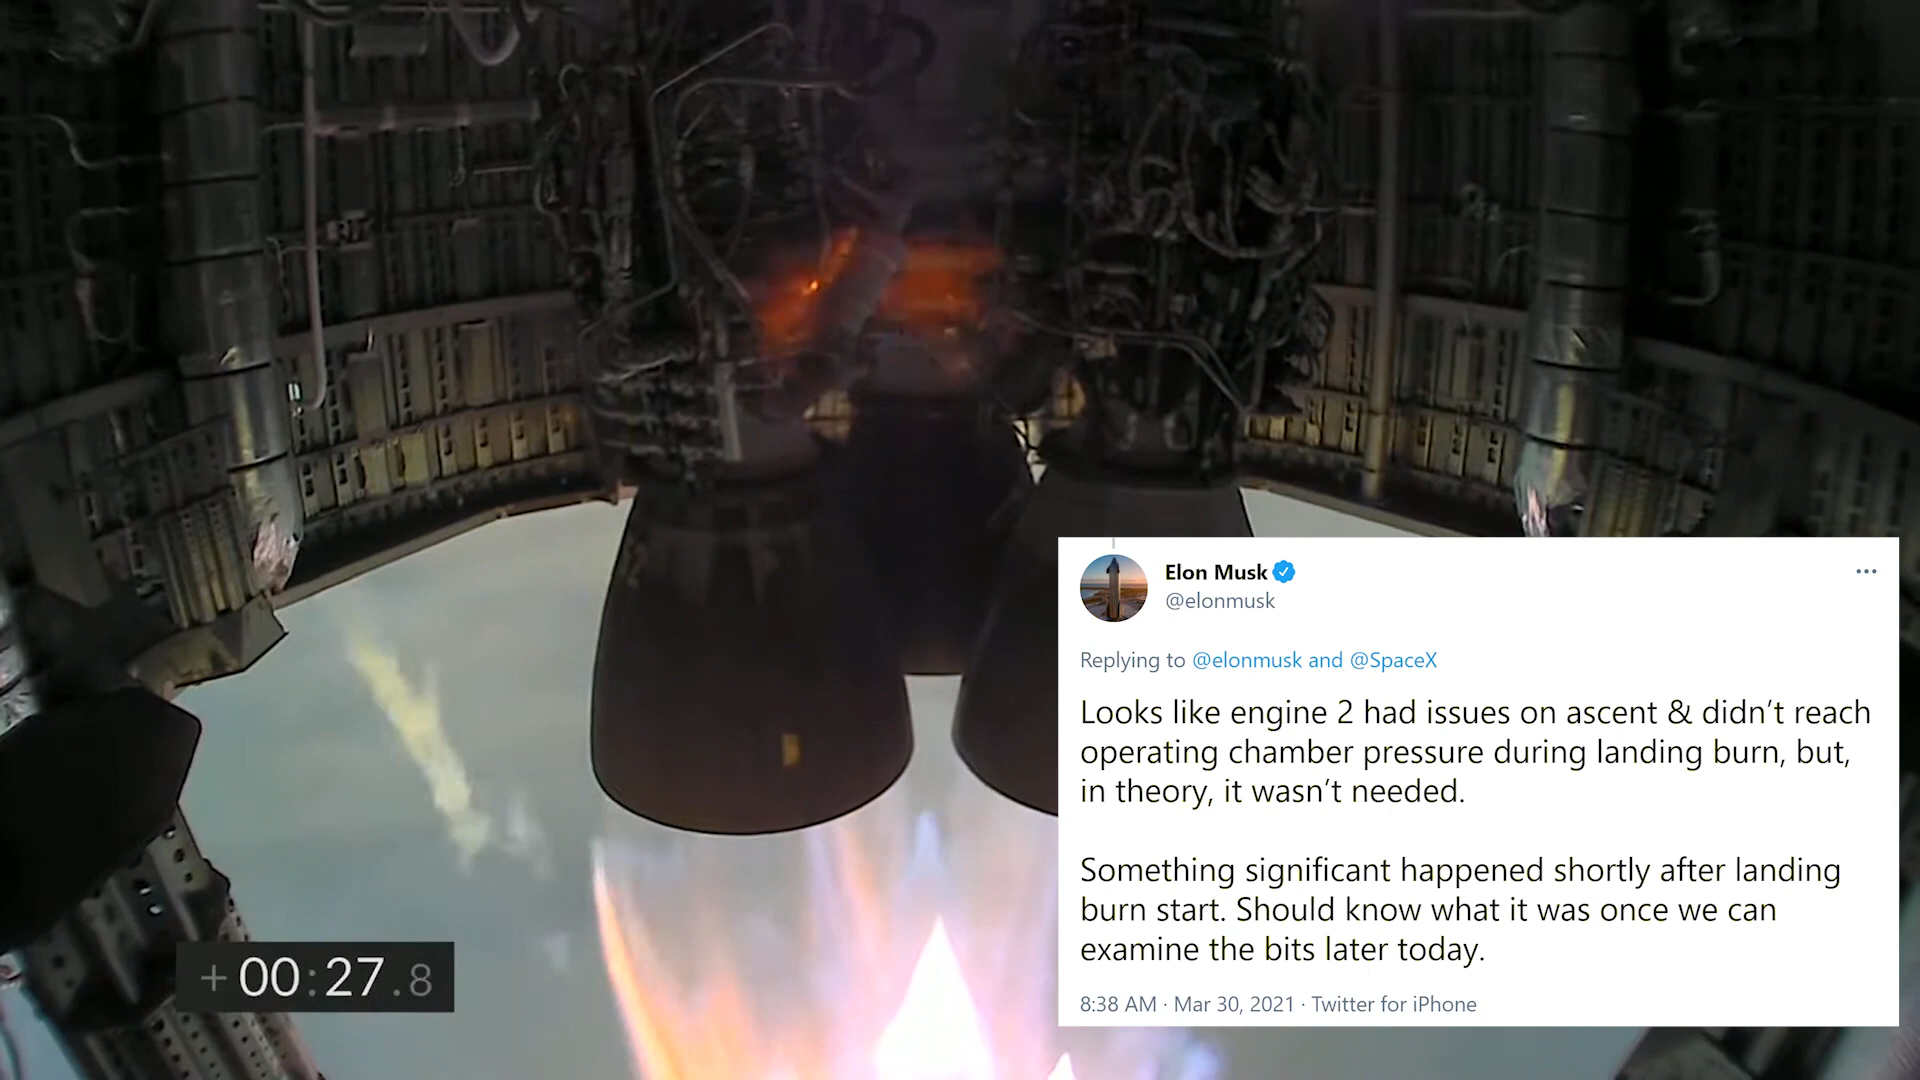 Elon Musk
@elonmusk
Replying to @elonmusk and @SpaceX
Looks like engine 2 had issues on ascent & didn’t reach
operating chamber pressure during landing burn, but,
in theory, it wasn’t needed.
Something significant happened shortly after landing
burn start. Should know what it was once we can
examine the bits later today.
8:38 AM · Mar 30, 2021 · Twitter for iPhone
+00:27.8